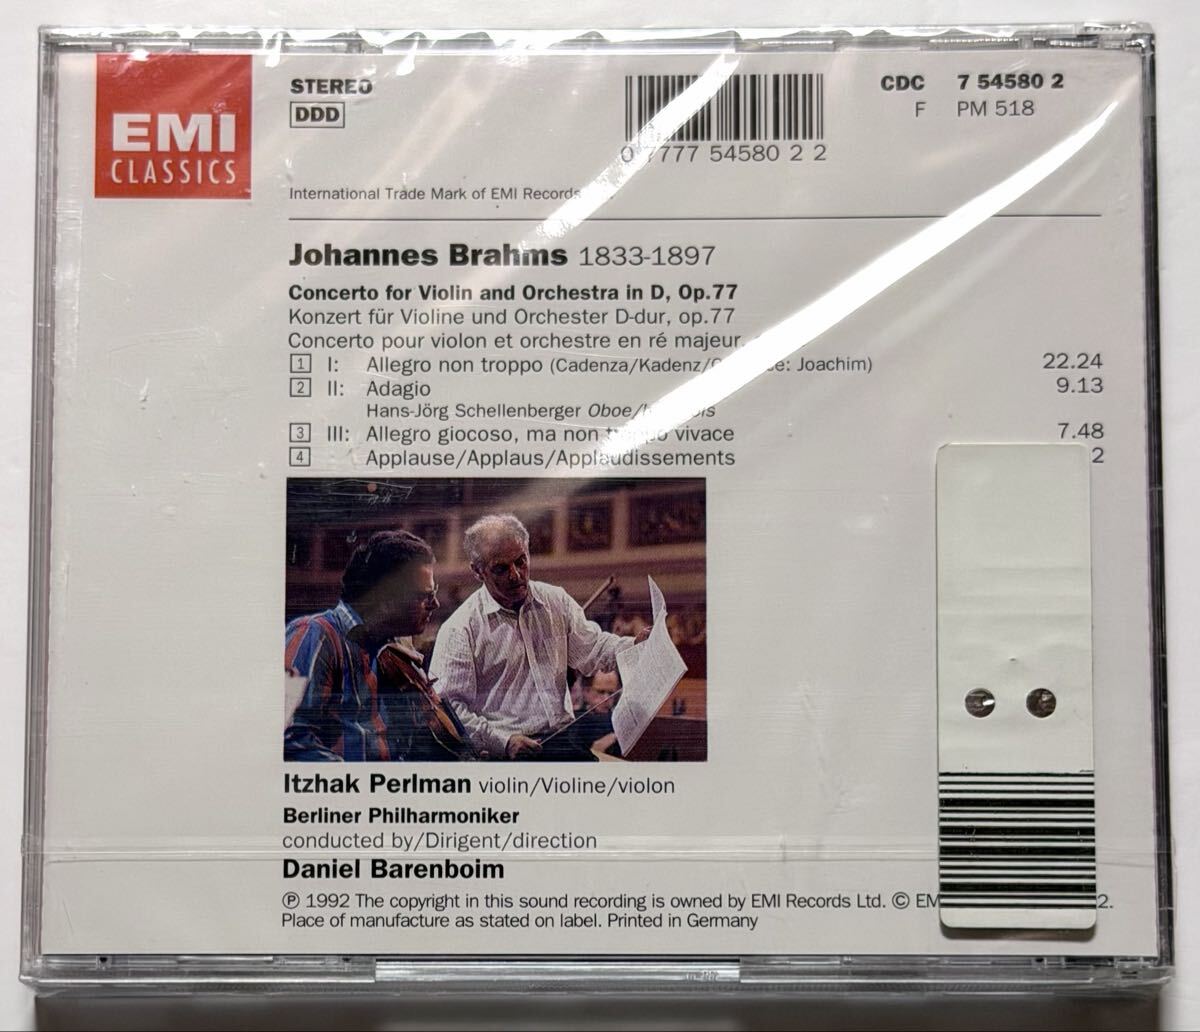 EMI
CLASSICS
STEREO
DDD
0 7777 54580 2 2
CDC 7 54580 2
F PM 518
International Trade Mark of EMI Records
Johannes Brahms 1833-1897
Concerto for Violin and Orchestra in D, Op.77
Konzert für Violine und Orchester D-dur, op.77
Concerto pour violon et orchestre en ré majeur,
1 I: Allegro non troppo (Cadenza/Kadenz/ Joachim) 22.24
2 II: Adagio 9.13
Hans-Jörg Schellenberger Oboe/
3 III: Allegro giocoso, ma non troppo vivace 7.48
4 Applause/Applaus/Applaudissements
Itzhak Perlman violin/Violine/violon
Berliner Philharmoniker
conducted by/Dirigent/direction
Daniel Barenboim
℗ 1992 The copyright in this sound recording is owned by EMI Records Ltd. ©
Place of manufacture as stated on label. Printed in Germany